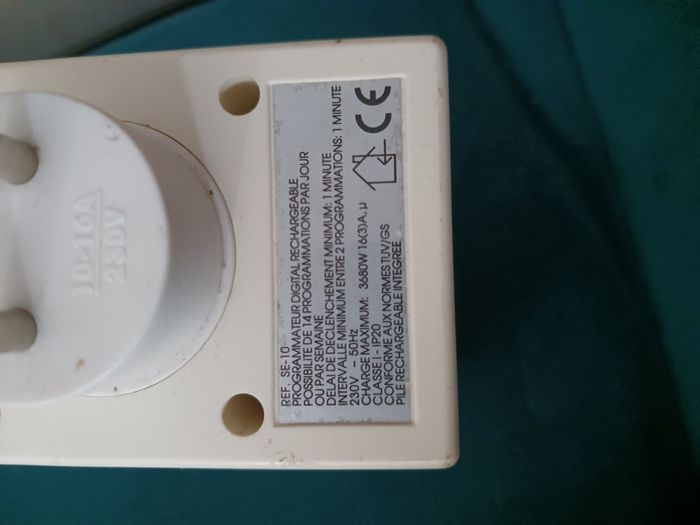 REF. SE-10
PROGRAMMATEUR DIGITAL RECHARGEABLE
POSSIBILITE DE 14 PROGRAMMATIONS PAR JOUR
OU PAR SEMAINE
DELAI DE DECLENCHEMENT MINIMUM: 1 MINUTE
INTERVALLE MINIMUM ENTRE 2 PROGRAMMATIONS: 1 MINUTE
230V ~ 50Hz
CHARGE MAXIMUM: 3680W 16(3)A, µ
CLASSE I - IP20
CONFORME AUX NORMES TUV/GS
PILE RECHARGEABLE INTEGREE
CE
10-16A
230V